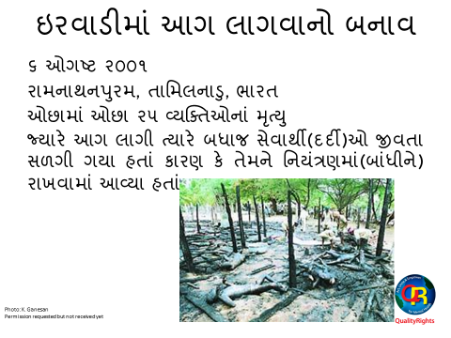 ઇરવાડીમાં આગ લાગવાનો બનાવ
૬ ઓગષ્ટ ૨૦૦૧
રામનાથનપુરમ, તામિલનાડુ, ભારત
ઓછામાં ઓછા ૨૫ વ્યક્તિઓનાં મૃત્યુ
જ્યારે આગ લાગી ત્યારે બધાજ સેવાર્થી(દર્દી)ઓ જીવતા
સળગી ગયા હતાં કારણ કે તેમને નિયંત્રણમાં(બાંધીને)
રાખવામાં આવ્યા હતાં
Photo: K. Ganesan
Permission requested but not received yet
QR
QualityRights